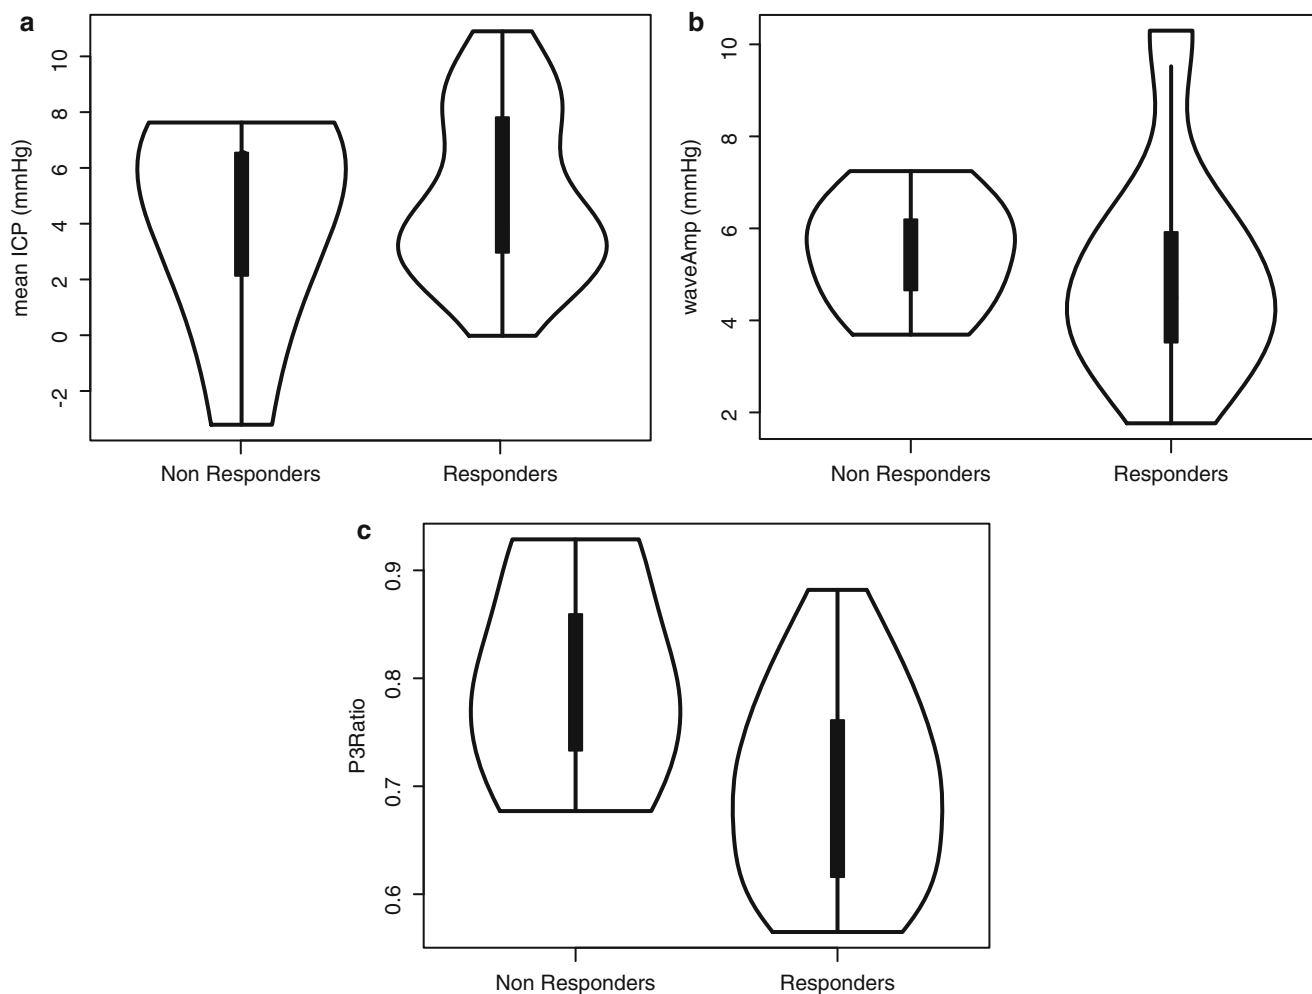 a
10
8
6
4
2
0
-2
mean ICP (mmHg)
Non Responders
Responders
b
10
8
6
4
2
waveAmp (mmHg)
Non Responders
Responders
c
0.9
0.8
0.7
0.6
P3Ratio
Non Responders
Responders